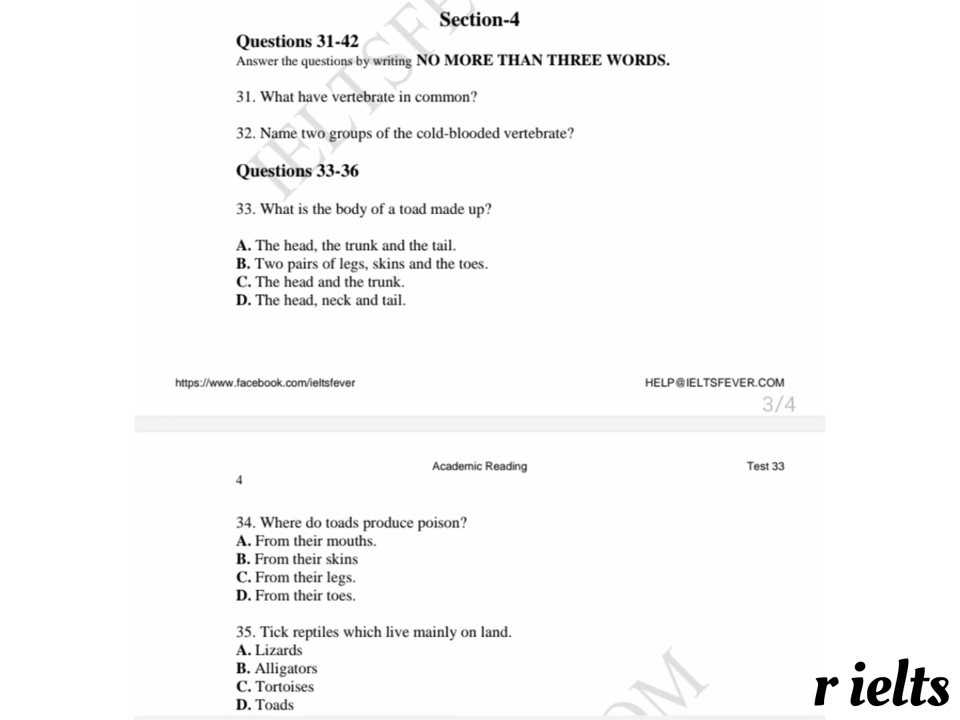 Section-4
Questions 31-42
Answer the questions by writing NO MORE THAN THREE WORDS.
31. What have vertebrate in common?
32. Name two groups of the cold-blooded vertebrate?
Questions 33-36
33. What is the body of a toad made up?
A. The head, the trunk and the tail.
B. Two pairs of legs, skins and the toes.
C. The head and the trunk.
D. The head, neck and tail.
https://www.facebook.com/ieltsfever HELP@IELTSFEVER.COM
3/4
Academic Reading Test 33
4
34. Where do toads produce poison?
A. From their mouths.
B. From their skins
C. From their legs.
D. From their toes.
35. Tick reptiles which live mainly on land.
A. Lizards
B. Alligators
C. Tortoises
D. Toads
r ielts
IELTSFE
OM